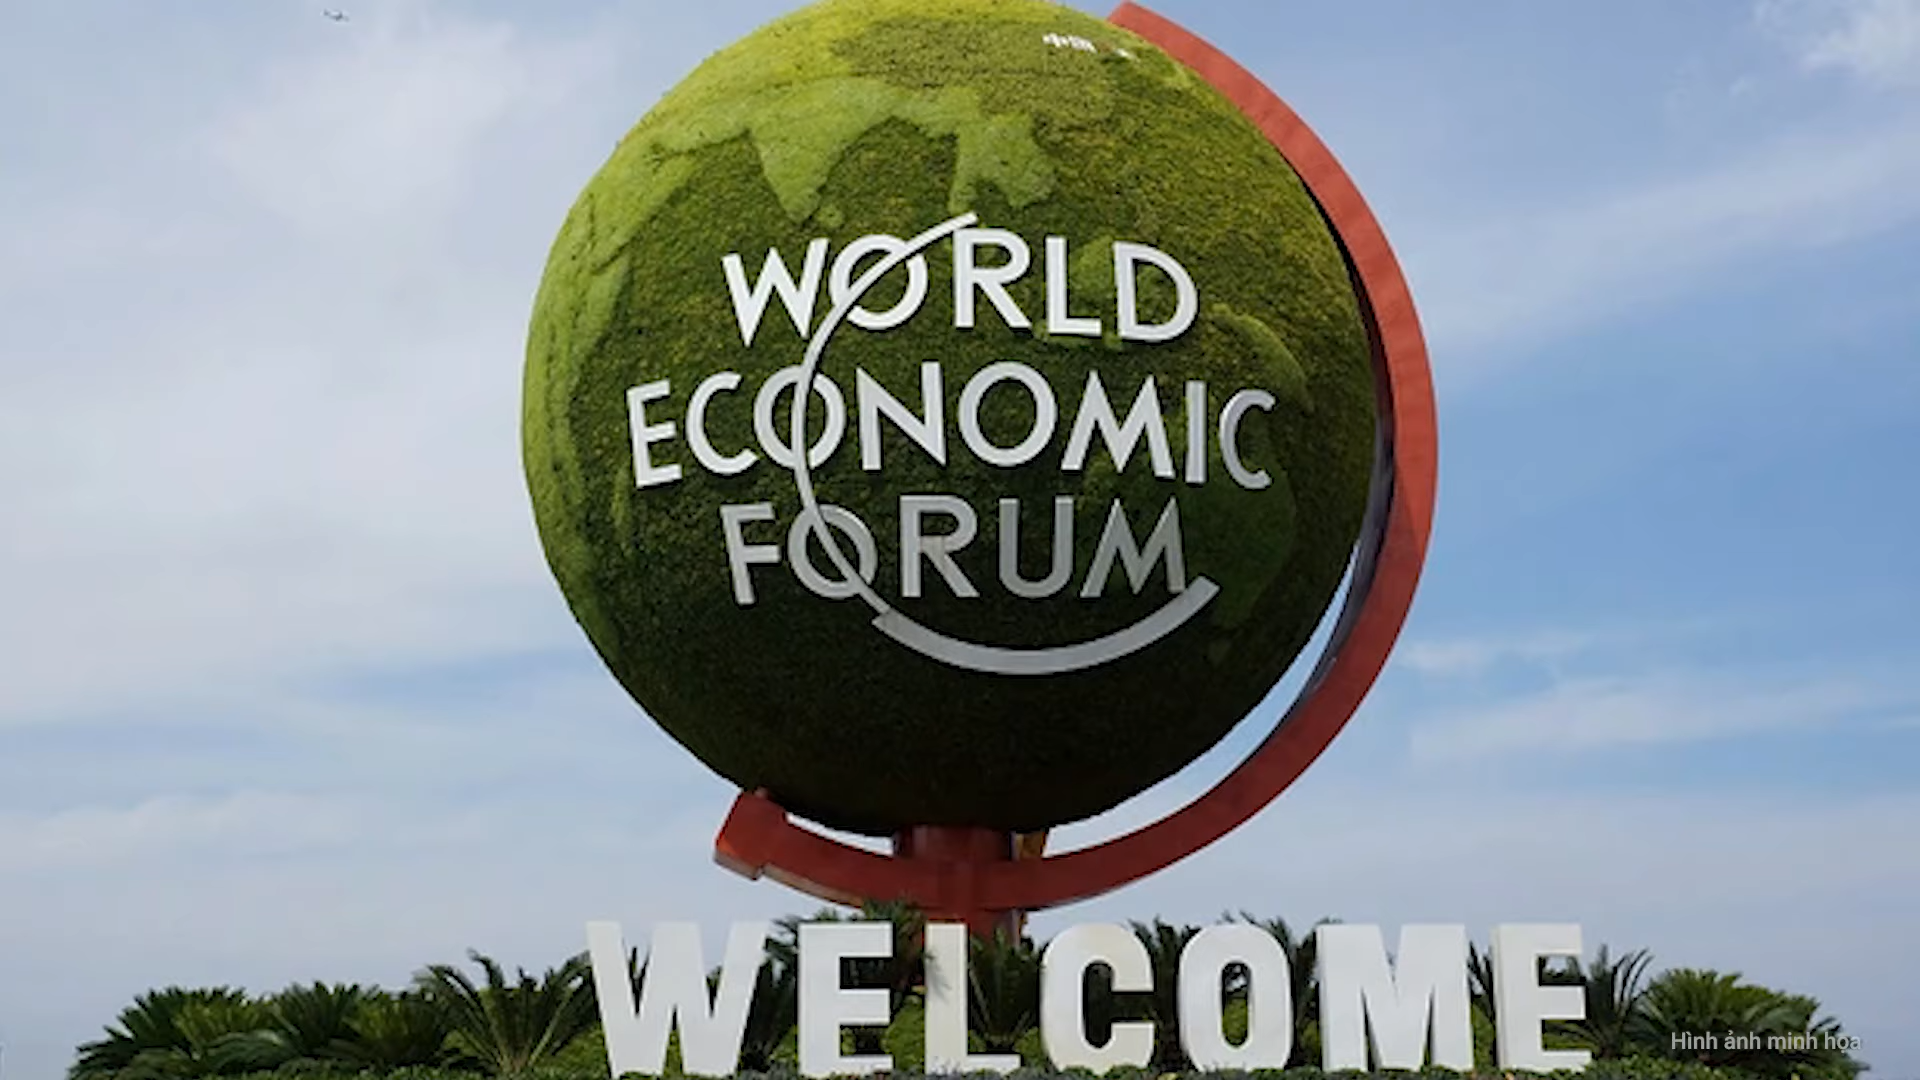 WORLD
ECONOMIC
FORUM
WELCOME
Hình ảnh minh họa